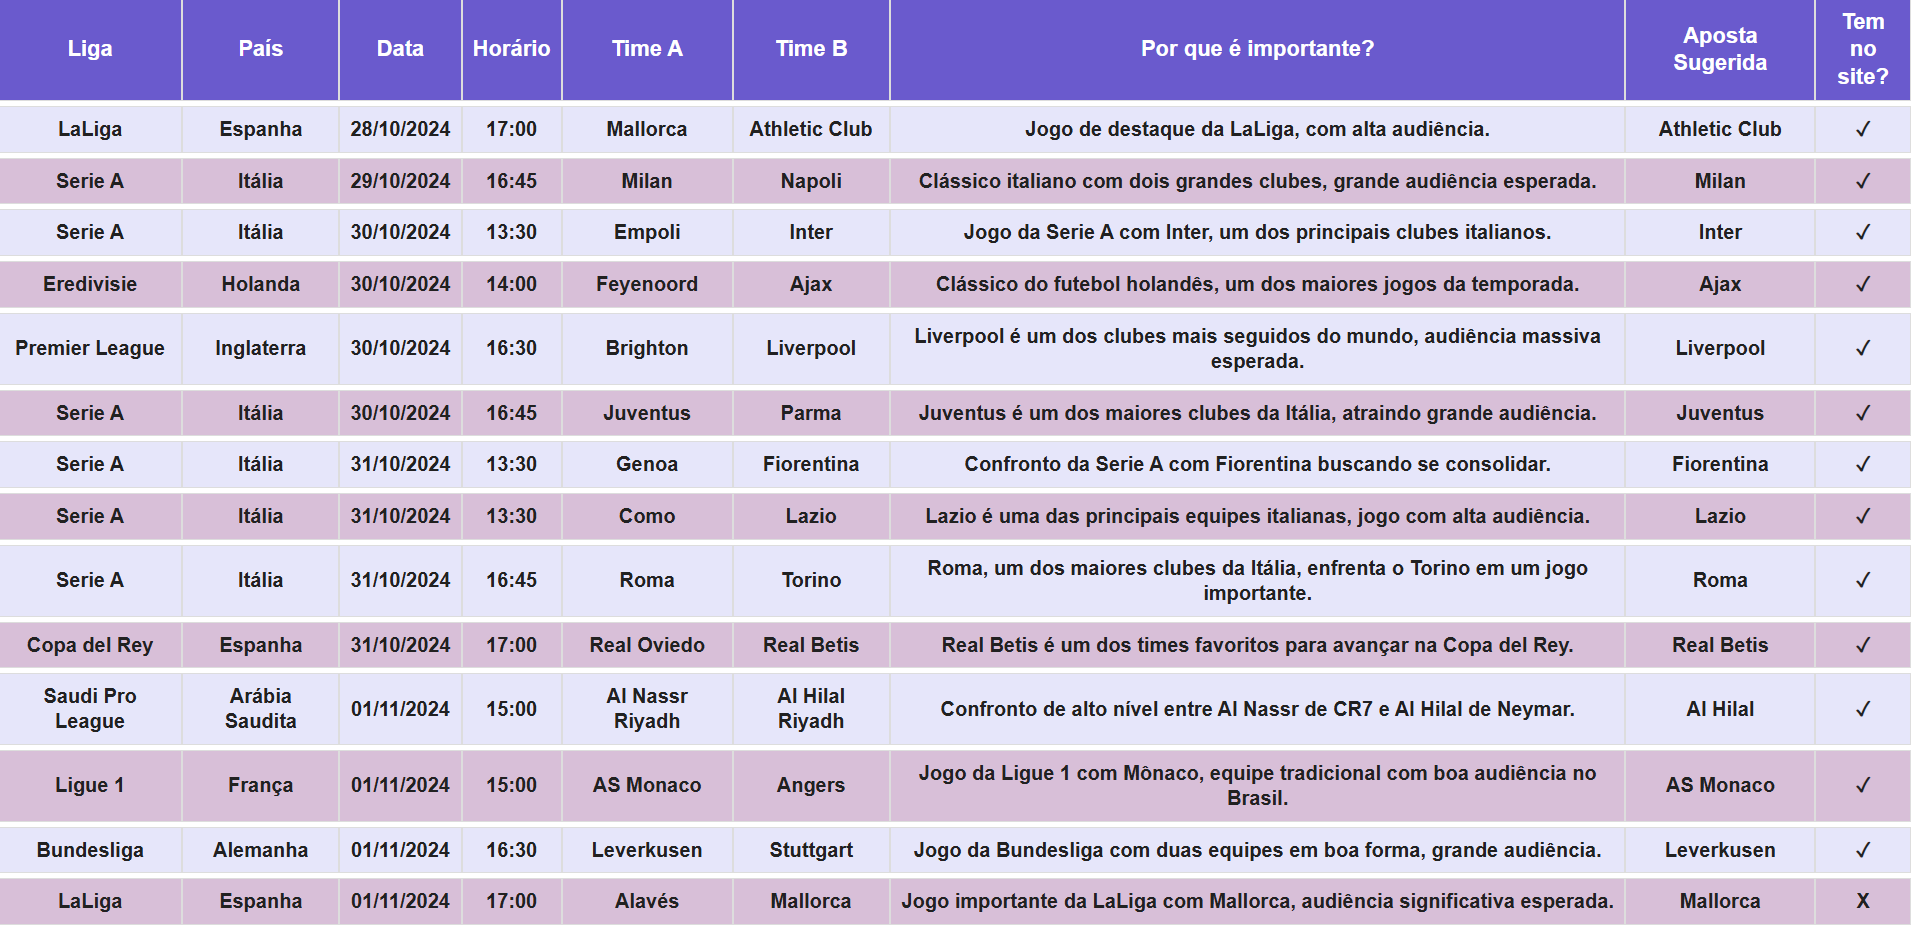 Liga País Data Horário Time A Time B Por que é importante? Aposta Sugerida Tem no site?
LaLiga Espanha 28/10/2024 17:00 Mallorca Athletic Club Jogo de destaque da LaLiga, com alta audiência. Athletic Club ✓
Serie A Itália 29/10/2024 16:45 Milan Napoli Clássico italiano com dois grandes clubes, grande audiência esperada. Milan ✓
Serie A Itália 30/10/2024 13:30 Empoli Inter Jogo da Serie A com Inter, um dos principais clubes italianos. Inter ✓
Eredivisie Holanda 30/10/2024 14:00 Feyenoord Ajax Clássico do futebol holandês, um dos maiores jogos da temporada. Ajax ✓
Premier League Inglaterra 30/10/2024 16:30 Brighton Liverpool Liverpool é um dos clubes mais seguidos do mundo, audiência massiva esperada. Liverpool ✓
Serie A Itália 30/10/2024 16:45 Juventus Parma Juventus é um dos maiores clubes da Itália, atraindo grande audiência. Juventus ✓
Serie A Itália 31/10/2024 13:30 Genoa Fiorentina Confronto da Serie A com Fiorentina buscando se consolidar. Fiorentina ✓
Serie A Itália 31/10/2024 13:30 Como Lazio Lazio é uma das principais equipes italianas, jogo com alta audiência. Lazio ✓
Serie A Itália 31/10/2024 16:45 Roma Torino Roma, um dos maiores clubes da Itália, enfrenta o Torino em um jogo importante. Roma ✓
Copa del Rey Espanha 31/10/2024 17:00 Real Oviedo Real Betis Real Betis é um dos times favoritos para avançar na Copa del Rey. Real Betis ✓
Saudi Pro League Arábia Saudita 01/11/2024 15:00 Al Nassr Riyadh Al Hilal Riyadh Confronto de alto nível entre Al Nassr de CR7 e Al Hilal de Neymar. Al Hilal ✓
Ligue 1 França 01/11/2024 15:00 AS Monaco Angers Jogo da Ligue 1 com Mônaco, equipe tradicional com boa audiência no Brasil. AS Monaco ✓
Bundesliga Alemanha 01/11/2024 16:30 Leverkusen Stuttgart Jogo da Bundesliga com duas equipes em boa forma, grande audiência. Leverkusen ✓
LaLiga Espanha 01/11/2024 17:00 Alavés Mallorca Jogo importante da LaLiga com Mallorca, audiência significativa esperada. Mallorca X